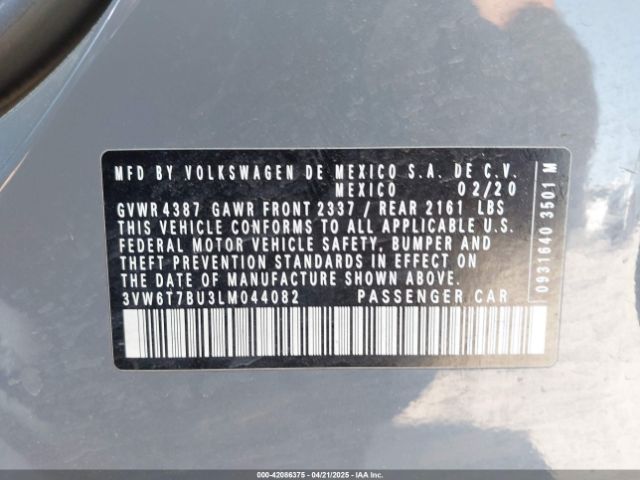 MFD BY VOLKSWAGEN DE MEXICO S.A. DE C.V.
MEXICO 02/20
GVWR 4387 GAWR FRONT 2337 / REAR 2161 LBS
THIS VEHICLE CONFORMS TO ALL APPLICABLE U.S.
FEDERAL MOTOR VEHICLE SAFETY, BUMPER AND
THEFT PREVENTION STANDARDS IN EFFECT ON
THE DATE OF MANUFACTURE SHOWN ABOVE.
3VW6T7BU3LM044082 PASSENGER CAR
0931640 3501 M
000-42086375 - 04/21/2025 - IAAI.COM